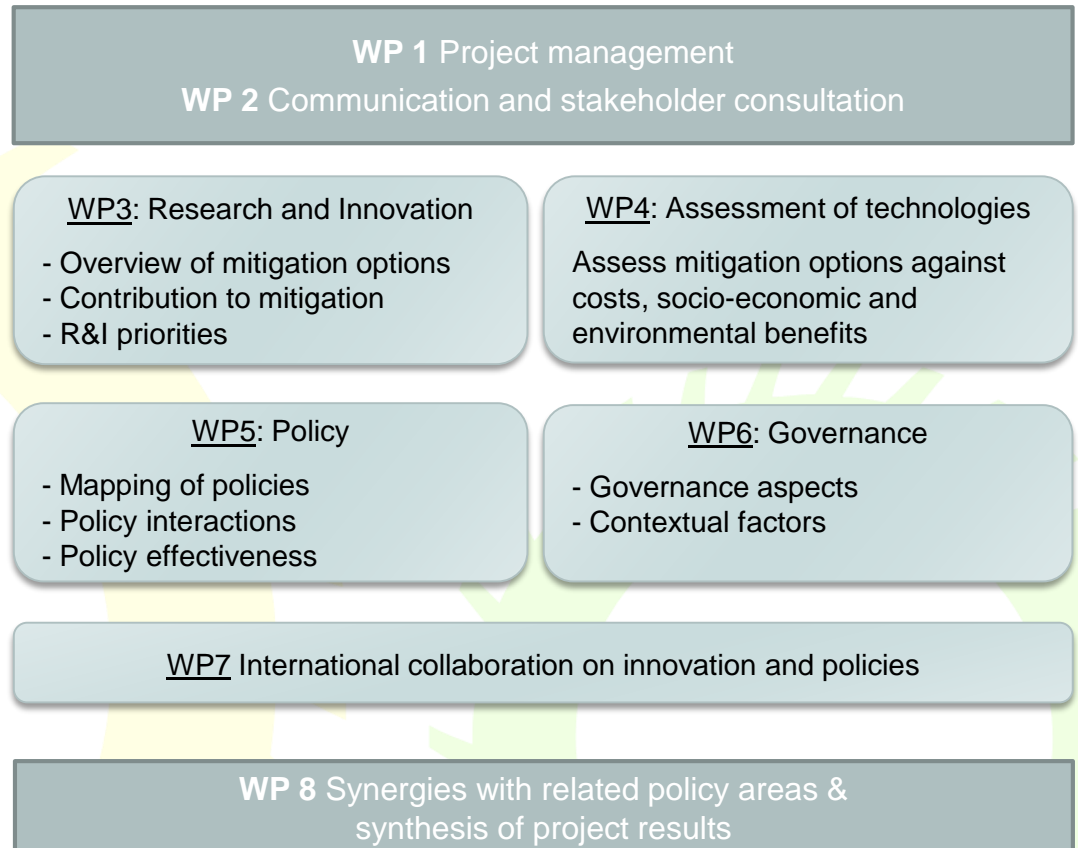 WP 1 Project management
WP 2 Communication and stakeholder consultation
WP3: Research and Innovation
- Overview of mitigation options
- Contribution to mitigation
- R&I priorities
WP4: Assessment of technologies
Assess mitigation options against
costs, socio-economic and
environmental benefits
WP5: Policy
- Mapping of policies
- Policy interactions
- Policy effectiveness
WP6: Governance
- Governance aspects
- Contextual factors
WP7 International collaboration on innovation and policies
WP 8 Synergies with related policy areas &
synthesis of project results